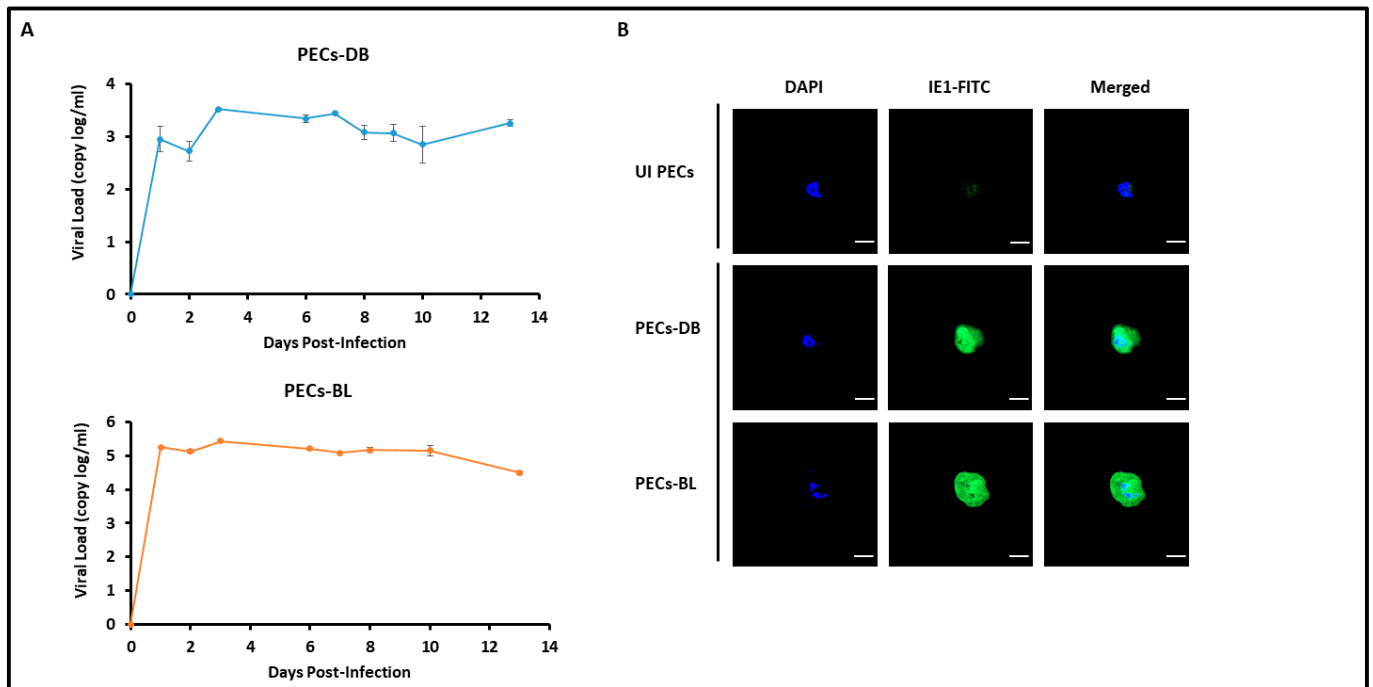 A
PECs-DB
Viral Load (copy log/ml)
4
3
2
1
0
0 2 4 6 8 10 12 14
Days Post-Infection
PECs-BL
Viral Load (copy log/ml)
6
5
4
3
2
1
0
0 2 4 6 8 10 12 14
Days Post-Infection
B
DAPI IE1-FITC Merged
UI PECs
PECs-DB
PECs-BL